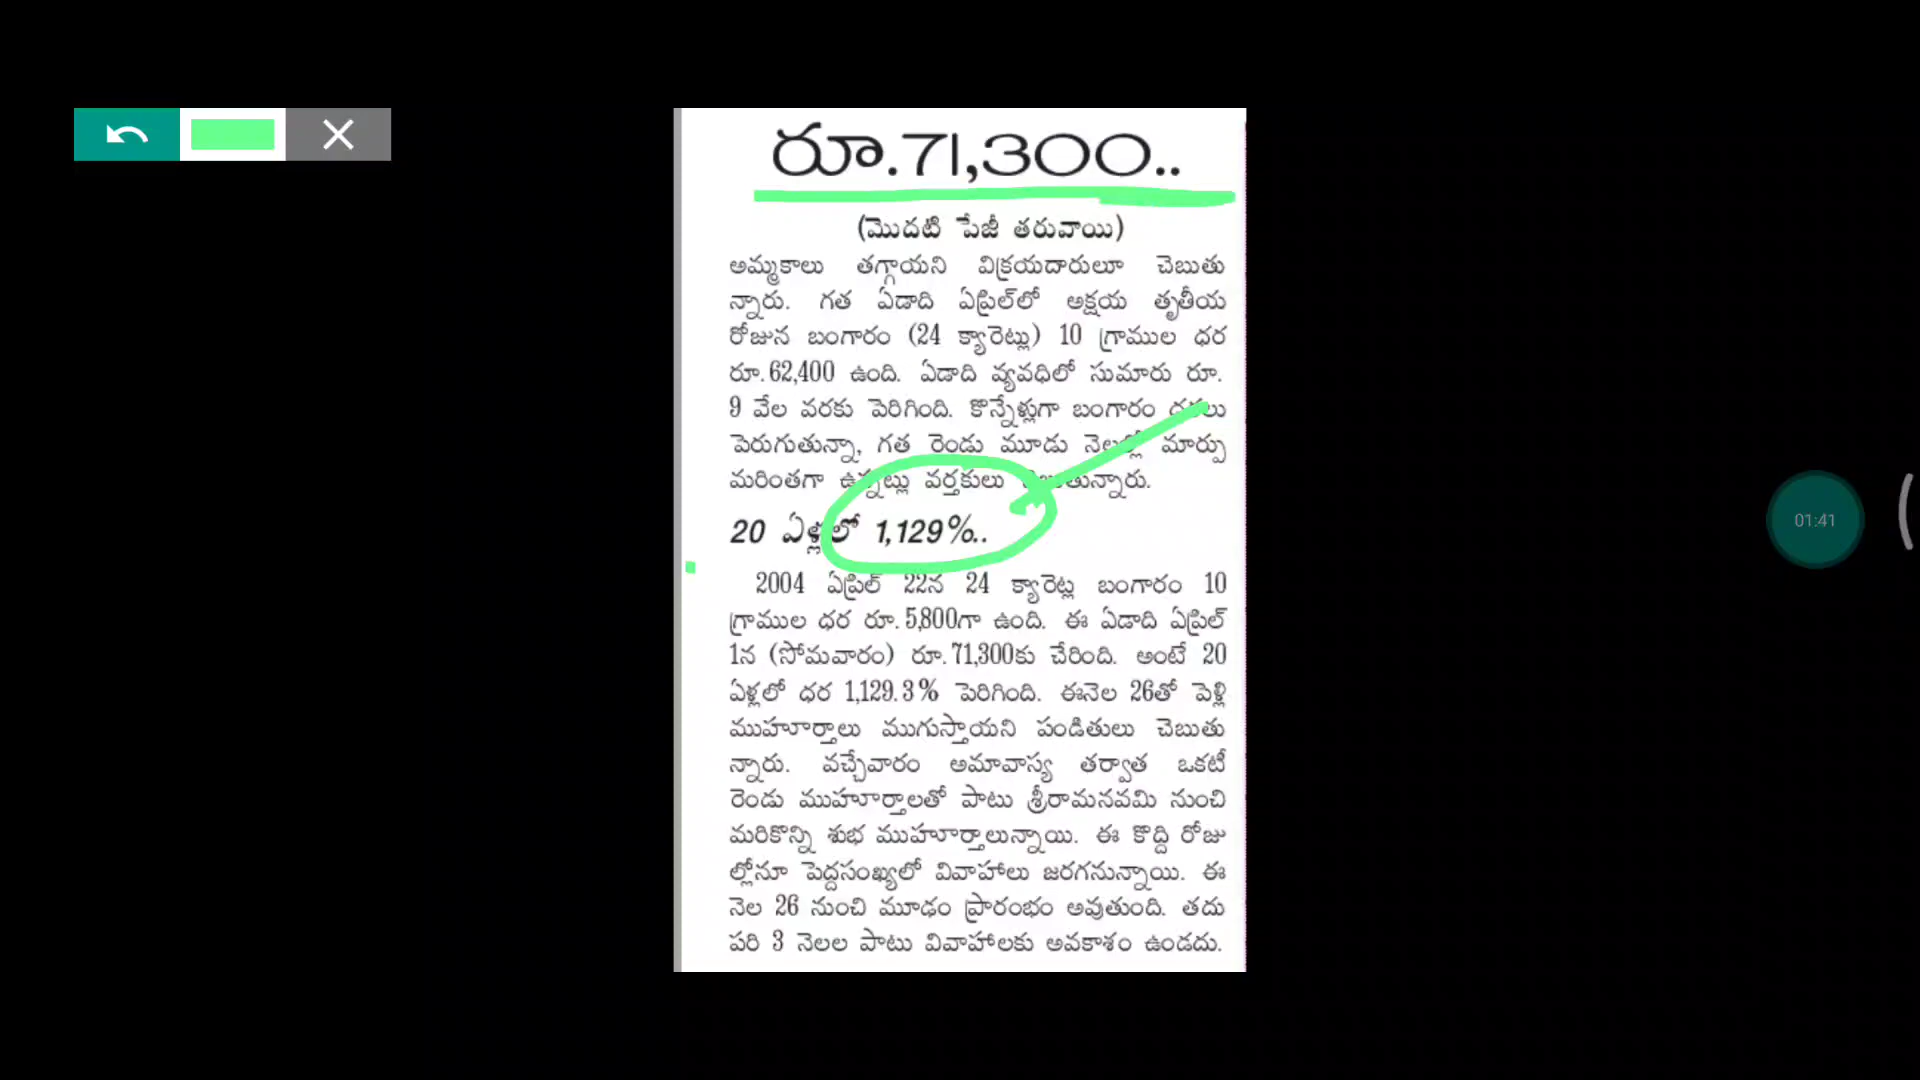 రూ.71,300..
(మొదటి పేజీ తరువాయి)
అమ్మకాలు తగ్గాయని విక్రయదారులూ చెబుతు
న్నారు. గత ఏడాది ఏప్రిల్‌లో అక్షయ తృతీయ
రోజున బంగారం (24 క్యారెట్లు) 10 గ్రాముల ధర
రూ.62,400 ఉంది. ఏడాది వ్యవధిలో సుమారు రూ.
9 వేల వరకు పెరిగింది. కొన్నేళ్లుగా బంగారం ధరలు
పెరుగుతున్నా, గత రెండు మూడు నెలల్లో మార్పు
మరింతగా ఉన్నట్లు వర్తకులు చెబుతున్నారు.
20 ఏళ్లలో 1,129%..
2004 ఏప్రిల్ 22న 24 క్యారెట్ల బంగారం 10
గ్రాముల ధర రూ.5,800గా ఉంది. ఈ ఏడాది ఏప్రిల్
1న (సోమవారం) రూ.71,300కు చేరింది. అంటే 20
ఏళ్లలో ధర 1,129.3% పెరిగింది. ఈనెల 26తో పెళ్లి
ముహూర్తాలు ముగుస్తాయని పండితులు చెబుతు
న్నారు. వచ్చేవారం అమావాస్య తర్వాత ఒకటీ
రెండు ముహూర్తాలతో పాటు శ్రీరామనవమి నుంచి
మరికొన్ని శుభ ముహూర్తాలున్నాయి. ఈ కొద్ది రోజు
ల్లోనూ పెద్దసంఖ్యలో వివాహాలు జరగనున్నాయి. ఈ
నెల 26 నుంచి మూఢం ప్రారంభం అవుతుంది. తదు
పరి 3 నెలల పాటు వివాహాలకు అవకాశం ఉండదు.
01:41